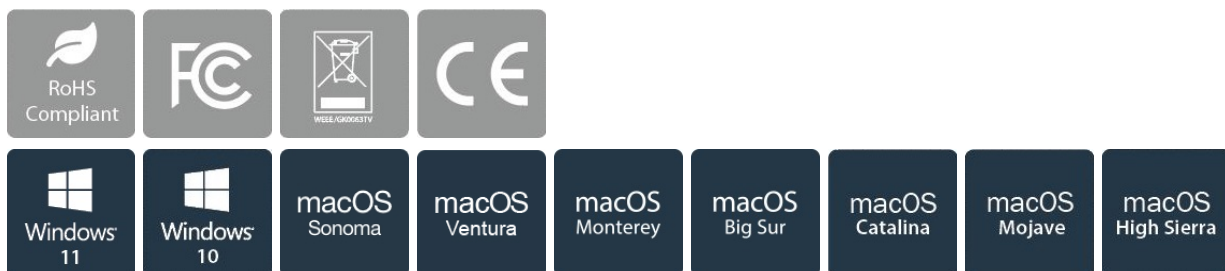 RoHS
Compliant
FC
WEEE/GK0063TV
CE
Windows
11
Windows
10
macOS
Sonoma
macOS
Ventura
macOS
Monterey
macOS
Big Sur
macOS
Catalina
macOS
Mojave
macOS
High Sierra